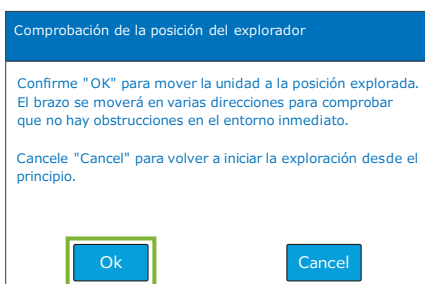 Comprobación de la posición del explorador
Confirme "OK" para mover la unidad a la posición explorada.
El brazo se moverá en varias direcciones para comprobar
que no hay obstrucciones en el entorno inmediato.
Cancele "Cancel" para volver a iniciar la exploración desde el
principio.
Ok
Cancel